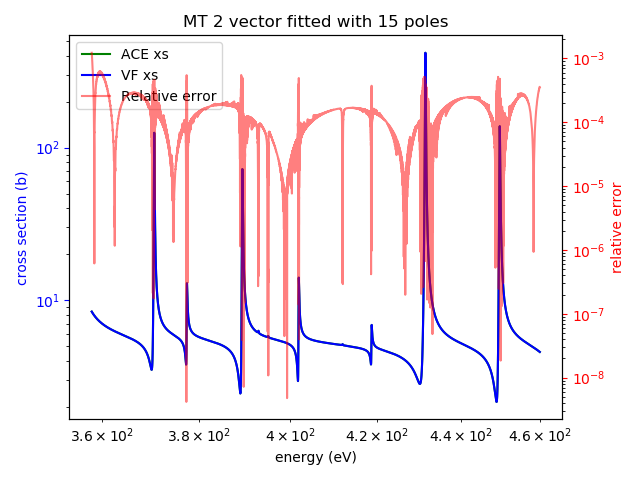 MT 2 vector fitted with 15 poles
ACE xs
VF xs
Relative error
cross section (b)
10²
10¹
relative error
10⁻³
10⁻⁴
10⁻⁵
10⁻⁶
10⁻⁷
10⁻⁸
3.6 × 10² 3.8 × 10² 4 × 10² 4.2 × 10² 4.4 × 10² 4.6 × 10²
energy (eV)